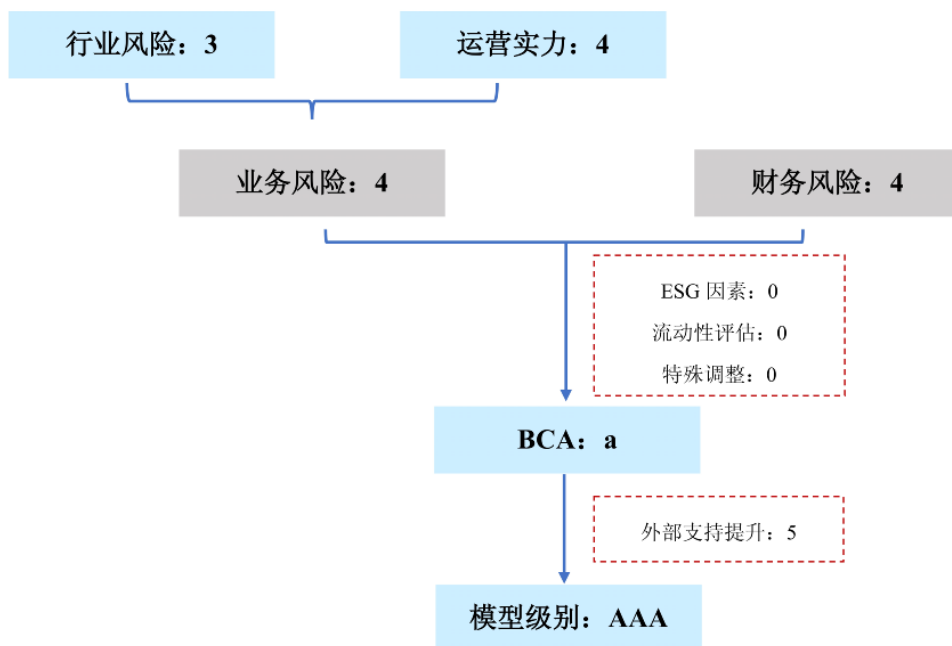 行业风险：3
运营实力：4
业务风险：4
财务风险：4
ESG 因素：0
流动性评估：0
特殊调整：0
BCA：a
外部支持提升：5
模型级别：AAA